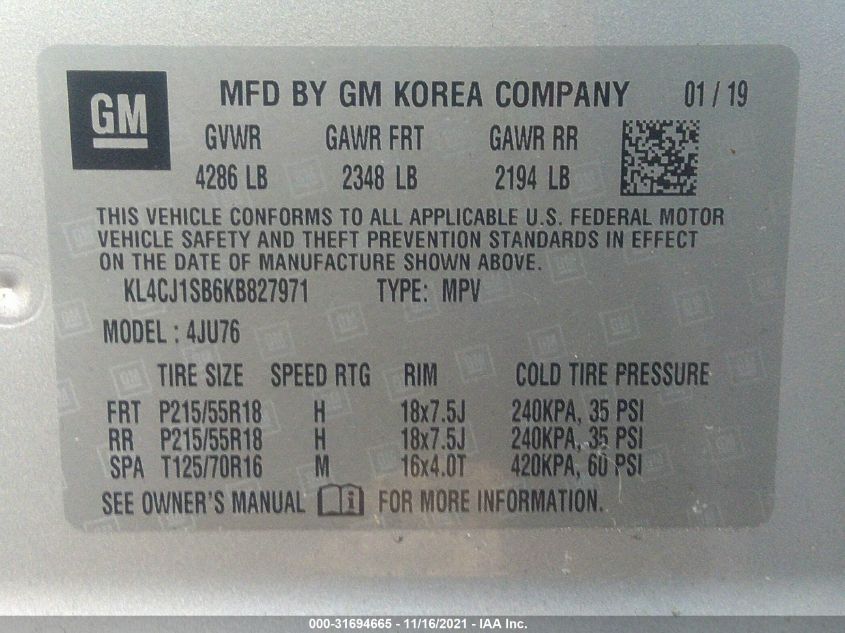 GM
MFD BY GM KOREA COMPANY 01 / 19
GVWR GAWR FRT GAWR RR
4286 LB 2348 LB 2194 LB
THIS VEHICLE CONFORMS TO ALL APPLICABLE U.S. FEDERAL MOTOR
VEHICLE SAFETY AND THEFT PREVENTION STANDARDS IN EFFECT
ON THE DATE OF MANUFACTURE SHOWN ABOVE.
KL4CJ1SB6KB827971 TYPE: MPV
MODEL : 4JU76
TIRE SIZE SPEED RTG RIM COLD TIRE PRESSURE
FRT P215/55R18 H 18x7.5J 240KPA, 35 PSI
RR P215/55R18 H 18x7.5J 240KPA, 35 PSI
SPA T125/70R16 M 16x4.0T 420KPA, 60 PSI
SEE OWNER'S MANUAL i FOR MORE INFORMATION.
000-31694665 - 11/16/2021 - IAA Inc.